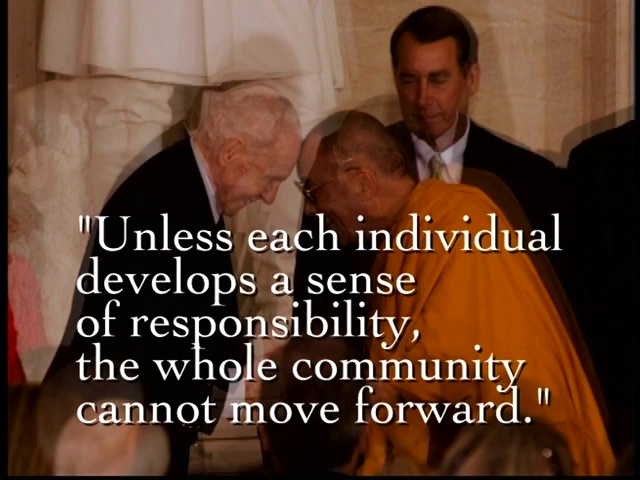 "Unless each individual
develops a sense
of responsibility,
the whole community
cannot move forward."